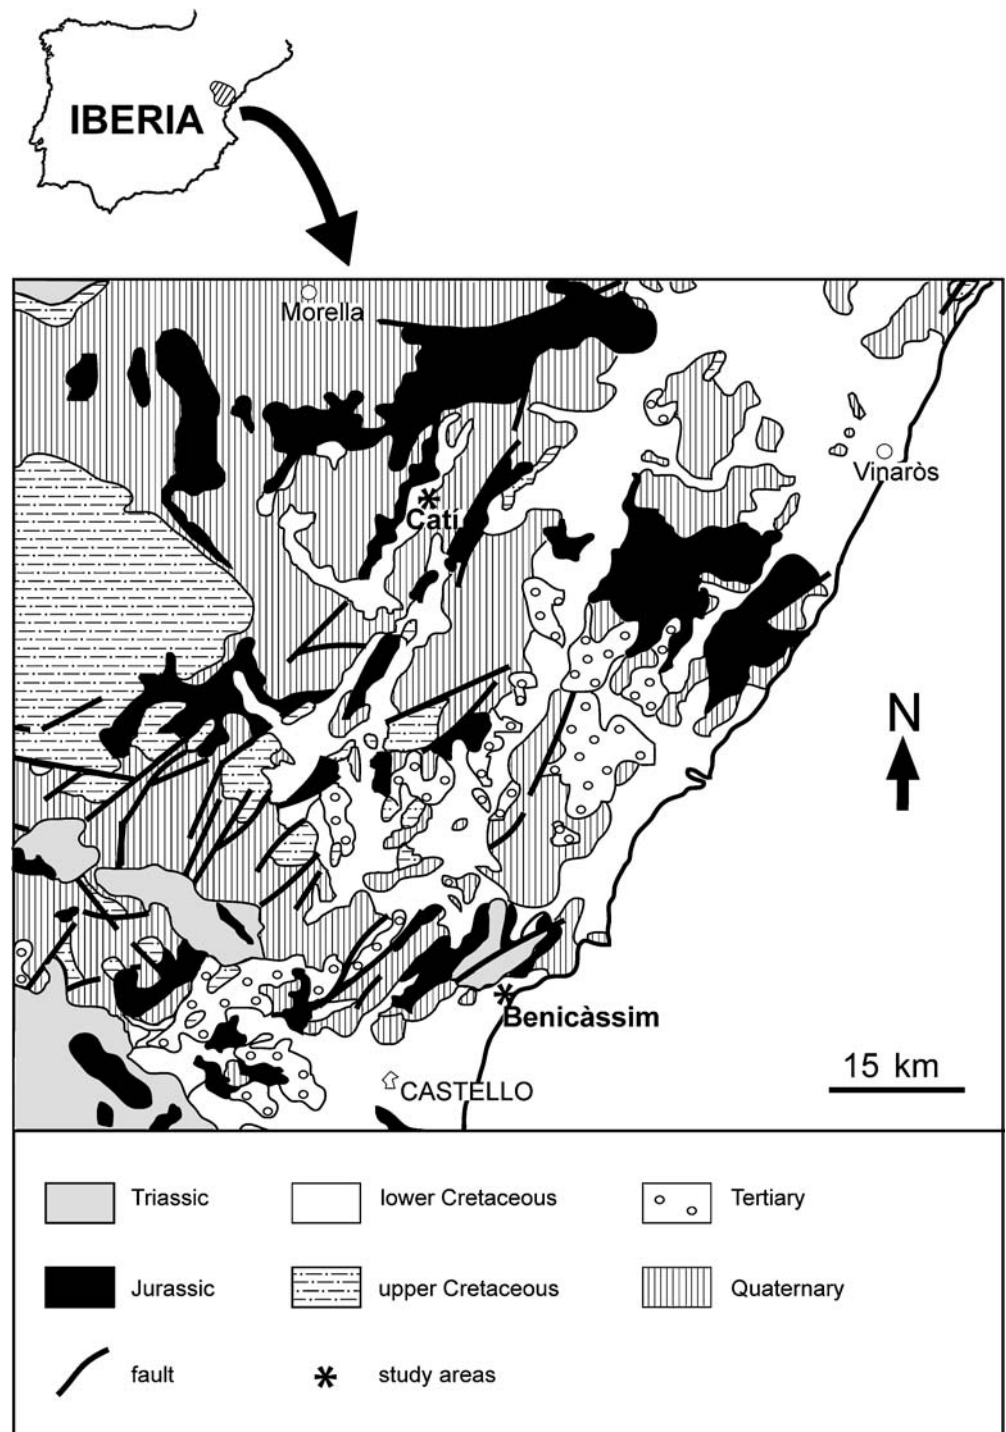 IBERIA
Morella
Vinaròs
Catí
N
Benicàssim
15 km
CASTELLO
Triassic
lower Cretaceous
Tertiary
Jurassic
upper Cretaceous
Quaternary
fault
study areas